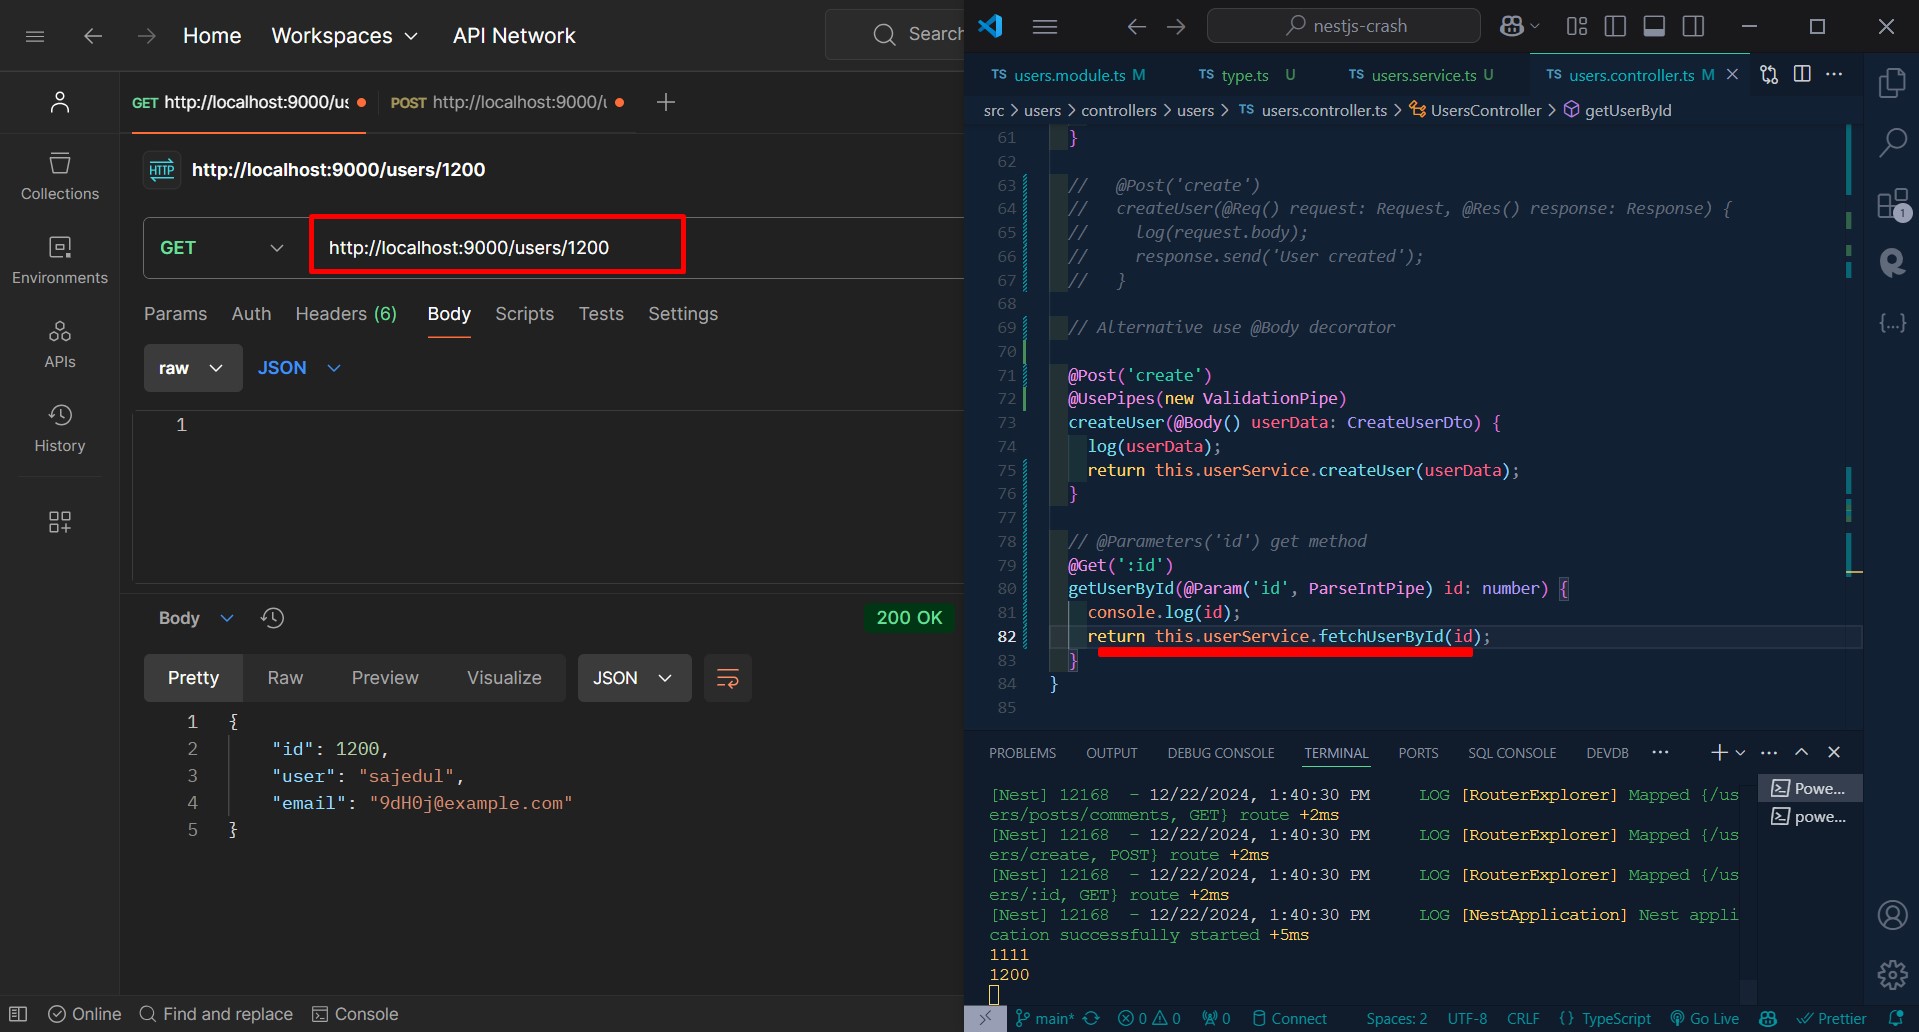 Home Workspaces API Network Search
GET http://localhost:9000/us POST http://localhost:9000/
HTTP http://localhost:9000/users/1200
GET http://localhost:9000/users/1200
Params Auth Headers (6) Body Scripts Tests Settings
raw JSON
1
Collections
Environments
APIs
History
Body 200 OK
Pretty Raw Preview Visualize JSON
1 {
2 "id": 1200,
3 "user": "sajedul",
4 "email": "9dH0j@example.com"
5 }
Online Find and replace Console
nestjs-crash
TS users.module.ts M TS type.ts U TS users.service.ts U TS users.controller.ts M
src > users > controllers > users > TS users.controller.ts > UsersController > getUserById
61 }
62
63 // @Post('create')
64 // createUser(@Req() request: Request, @Res() response: Response) {
65 // log(request.body);
66 // response.send('User created');
67 // }
68
69 // Alternative use @Body decorator
70
71 @Post('create')
72 @UsePipes(new ValidationPipe)
73 createUser(@Body() userData: CreateUserDto) {
74 log(userData);
75 return this.userService.createUser(userData);
76 }
77
78 // @Parameters('id') get method
79 @Get(':id')
80 getUserById(@Param('id', ParseIntPipe) id: number) {
81 console.log(id);
82 return this.userService.fetchUserById(id);
83 }
84 }
85
1
{...}
PROBLEMS OUTPUT DEBUG CONSOLE TERMINAL PORTS SQL CONSOLE DEVDB
[Nest] 12168 - 12/22/2024, 1:40:30 PM LOG [RouterExplorer] Mapped {/us
ers/posts/comments, GET} route +2ms
[Nest] 12168 - 12/22/2024, 1:40:30 PM LOG [RouterExplorer] Mapped {/us
ers/create, POST} route +2ms
[Nest] 12168 - 12/22/2024, 1:40:30 PM LOG [RouterExplorer] Mapped {/us
ers/:id, GET} route +2ms
[Nest] 12168 - 12/22/2024, 1:40:30 PM LOG [NestApplication] Nest appli
cation successfully started +5ms
1111
1200
Powe...
powe...
main* 0 0 0 Connect Spaces: 2 UTF-8 CRLF {} TypeScript Go Live Prettier